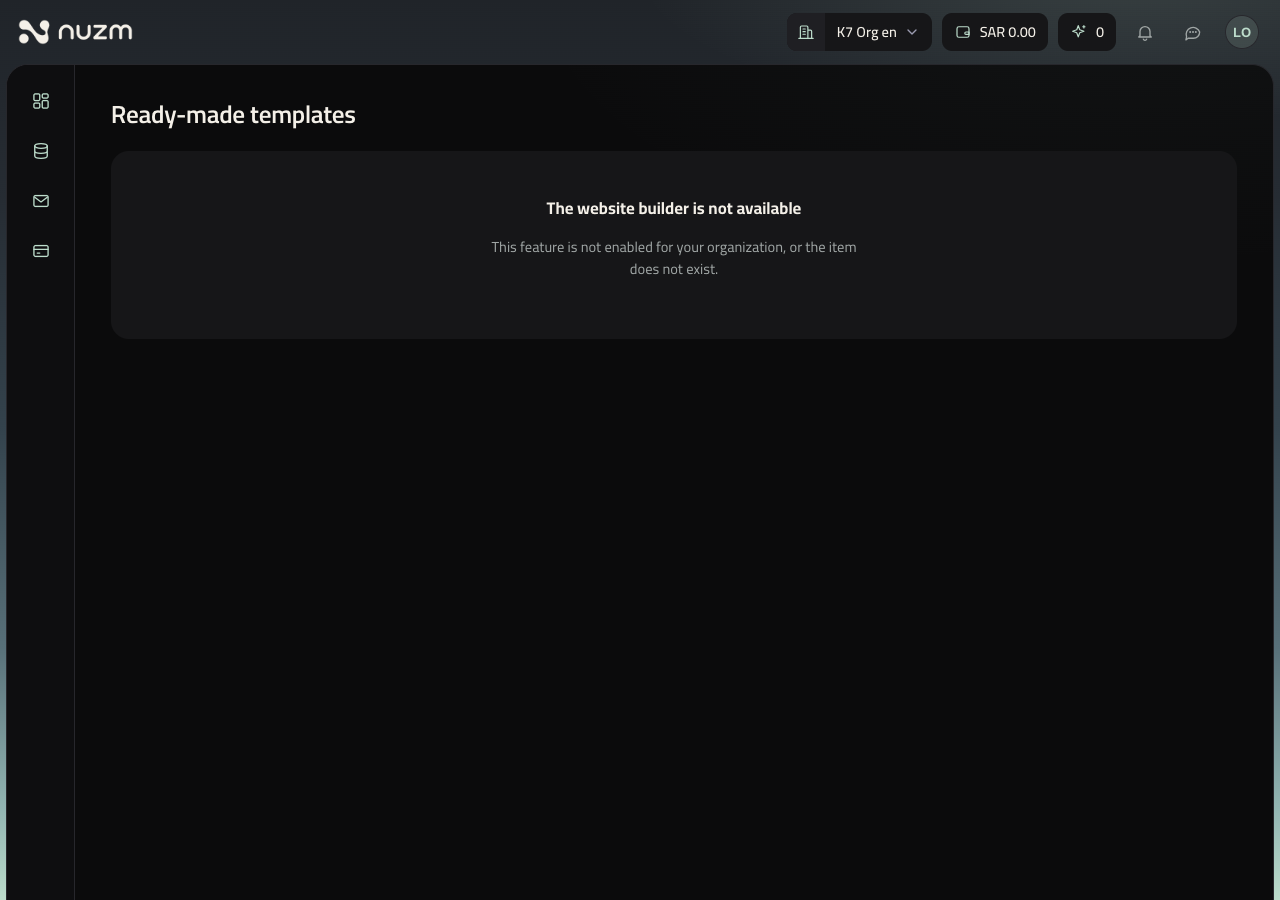 nuzm
K7 Org en
SAR 0.00
0
LO
Ready-made templates
The website builder is not available
This feature is not enabled for your organization, or the item
does not exist.